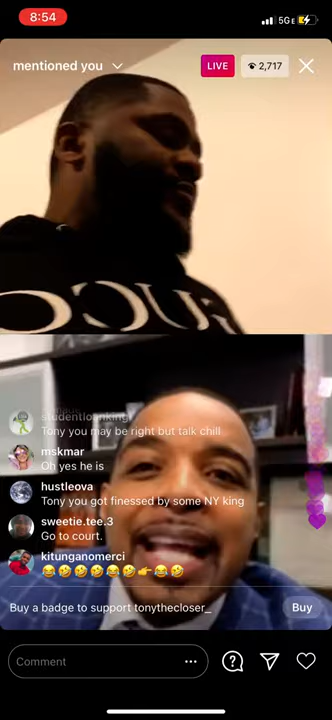 8:54
5GE
mentioned you
LIVE
2,717
studentloanking
Tony you may be right but talk chill
mskmar
Oh yes he is
hustleova
Tony you got finessed by some NY king
sweetie.tee.3
Go to court.
kitunganomerci
😂🤣🤣🤣😂🤣👉😂🤣
Buy a badge to support tonythecloser_
Buy
Comment